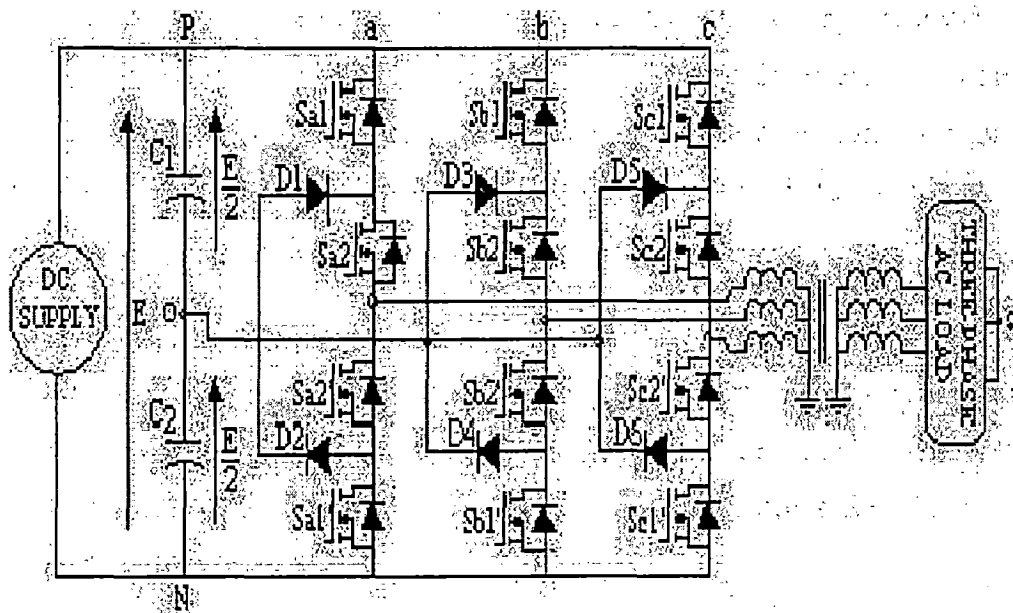 P
a
b
c
Sa1
Sb1
Sc1
C1
E/2
D1
D3
D5
Sa2
Sb2
Sc2
DC
SUPPLY
E
O
THREE PHASE
AC LOAD
Sa2'
Sb2'
Sc2'
C2
E/2
D2
D4
D6
Sa1'
Sb1'
Sc1'
N